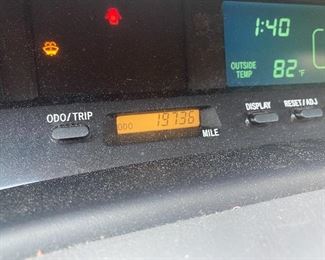 1:40
OUTSIDE
TEMP 82 °F
ODO/TRIP
ODO 19736
MILE
DISPLAY
RESET/ADJ